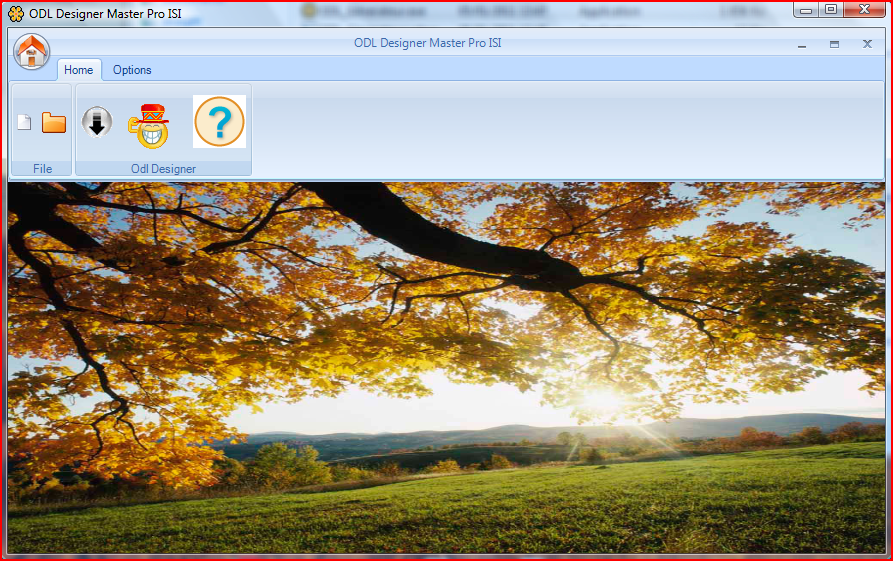 ODL Designer Master Pro ISI
ODL Designer Master Pro ISI
Home Options
File Odl Designer